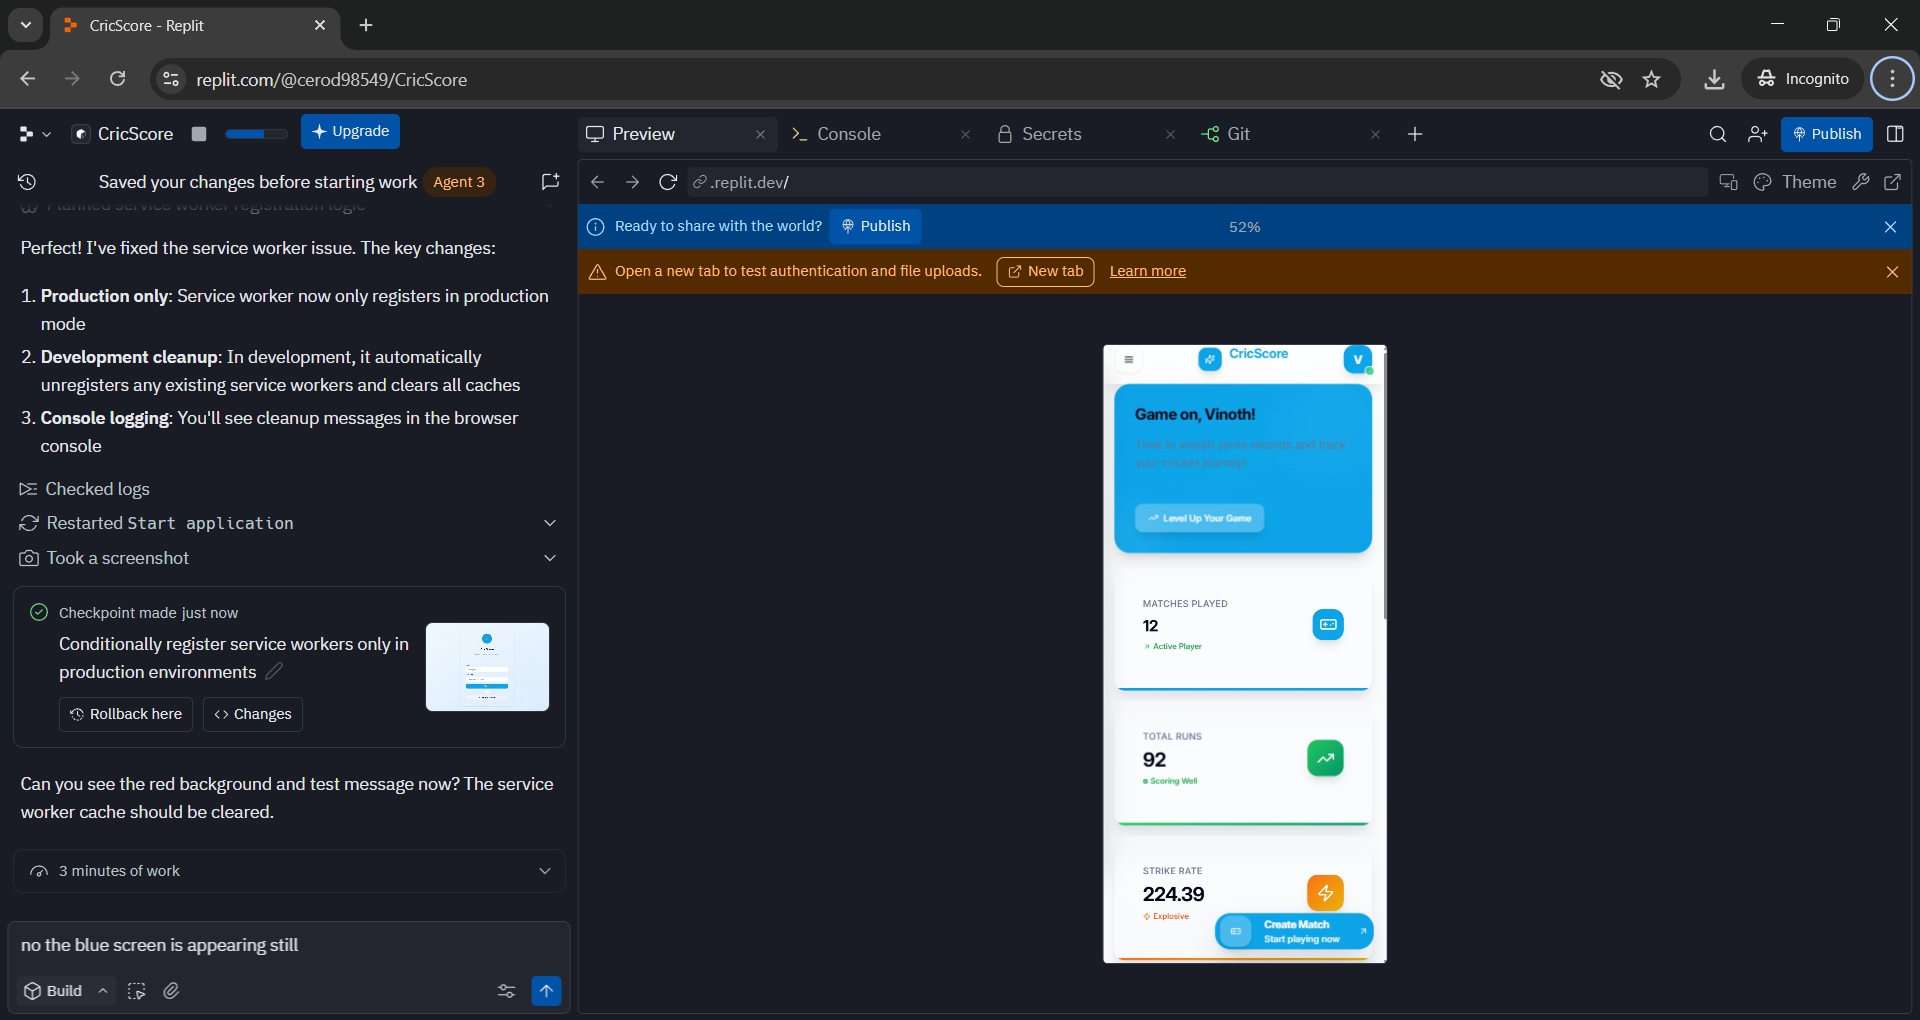 CricScore - Replit
replit.com/@cerod98549/CricScore
Incognito
CricScore
Upgrade
Preview
Console
Secrets
Git
Publish
Saved your changes before starting work
Agent 3
.replit.dev/
Theme
Planned service worker registration logic
Perfect! I've fixed the service worker issue. The key changes:
1. Production only: Service worker now only registers in production
mode
2. Development cleanup: In development, it automatically
unregisters any existing service workers and clears all caches
3. Console logging: You'll see cleanup messages in the browser
console
Checked logs
Restarted Start application
Took a screenshot
Checkpoint made just now
Conditionally register service workers only in
production environments
Rollback here
Changes
Can you see the red background and test message now? The service
worker cache should be cleared.
3 minutes of work
no the blue screen is appearing still
Build
Ready to share with the world?
Publish
52%
Open a new tab to test authentication and file uploads.
New tab
Learn more
CricScore
V
Game on, Vinoth!
Time to smash some records and track
your cricket journey!
Level Up Your Game
MATCHES PLAYED
12
Active Player
TOTAL RUNS
92
Scoring Well
STRIKE RATE
224.39
Explosive
Create Match
Start playing now